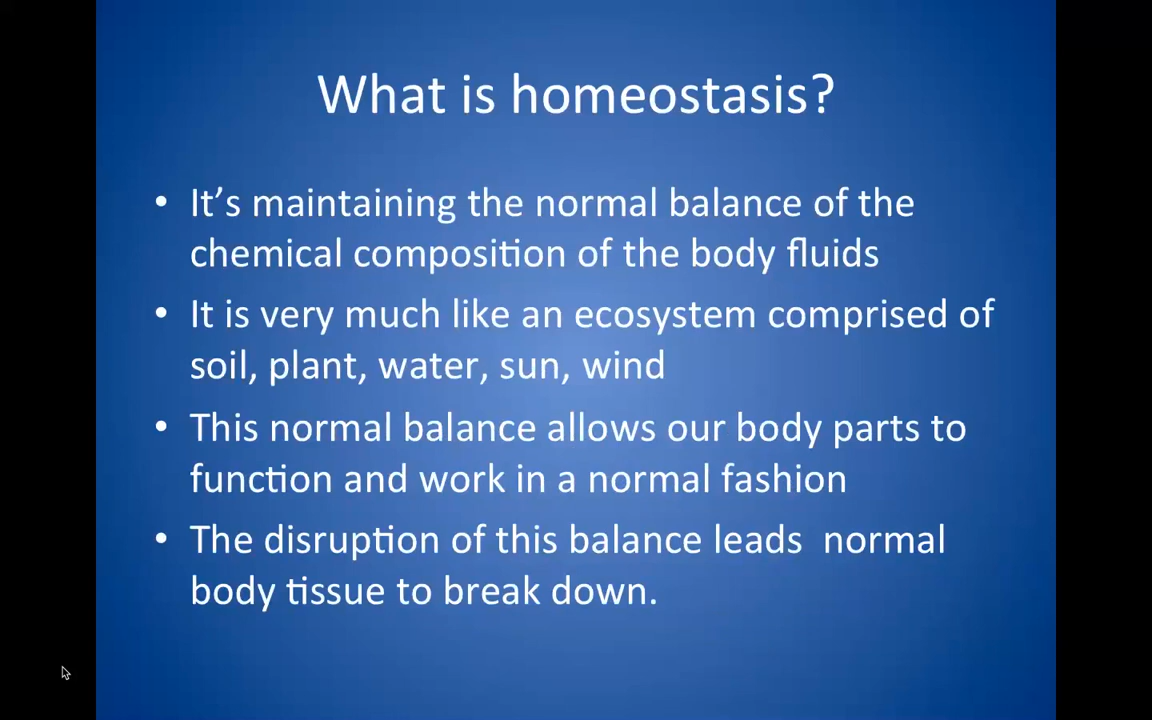 What is homeostasis?
• It’s maintaining the normal balance of the
chemical composition of the body fluids
• It is very much like an ecosystem comprised of
soil, plant, water, sun, wind
• This normal balance allows our body parts to
function and work in a normal fashion
• The disruption of this balance leads  normal
body tissue to break down.